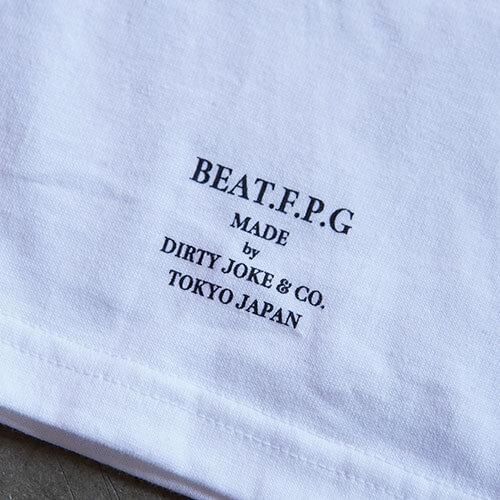 BEAT.F.P.G
MADE
by
DIRTY JOKE & CO.
TOKYO JAPAN